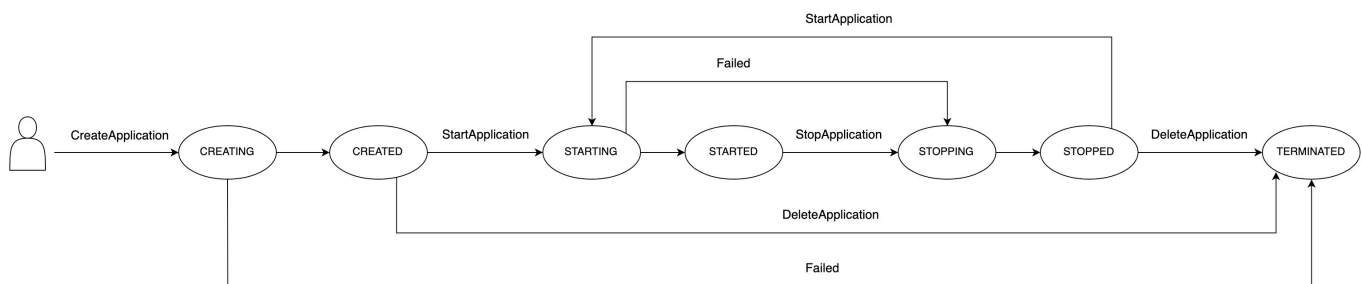 StartApplication
Failed
CreateApplication
CREATING
CREATED
StartApplication
STARTING
STARTED
StopApplication
STOPPING
STOPPED
DeleteApplication
TERMINATED
DeleteApplication
Failed